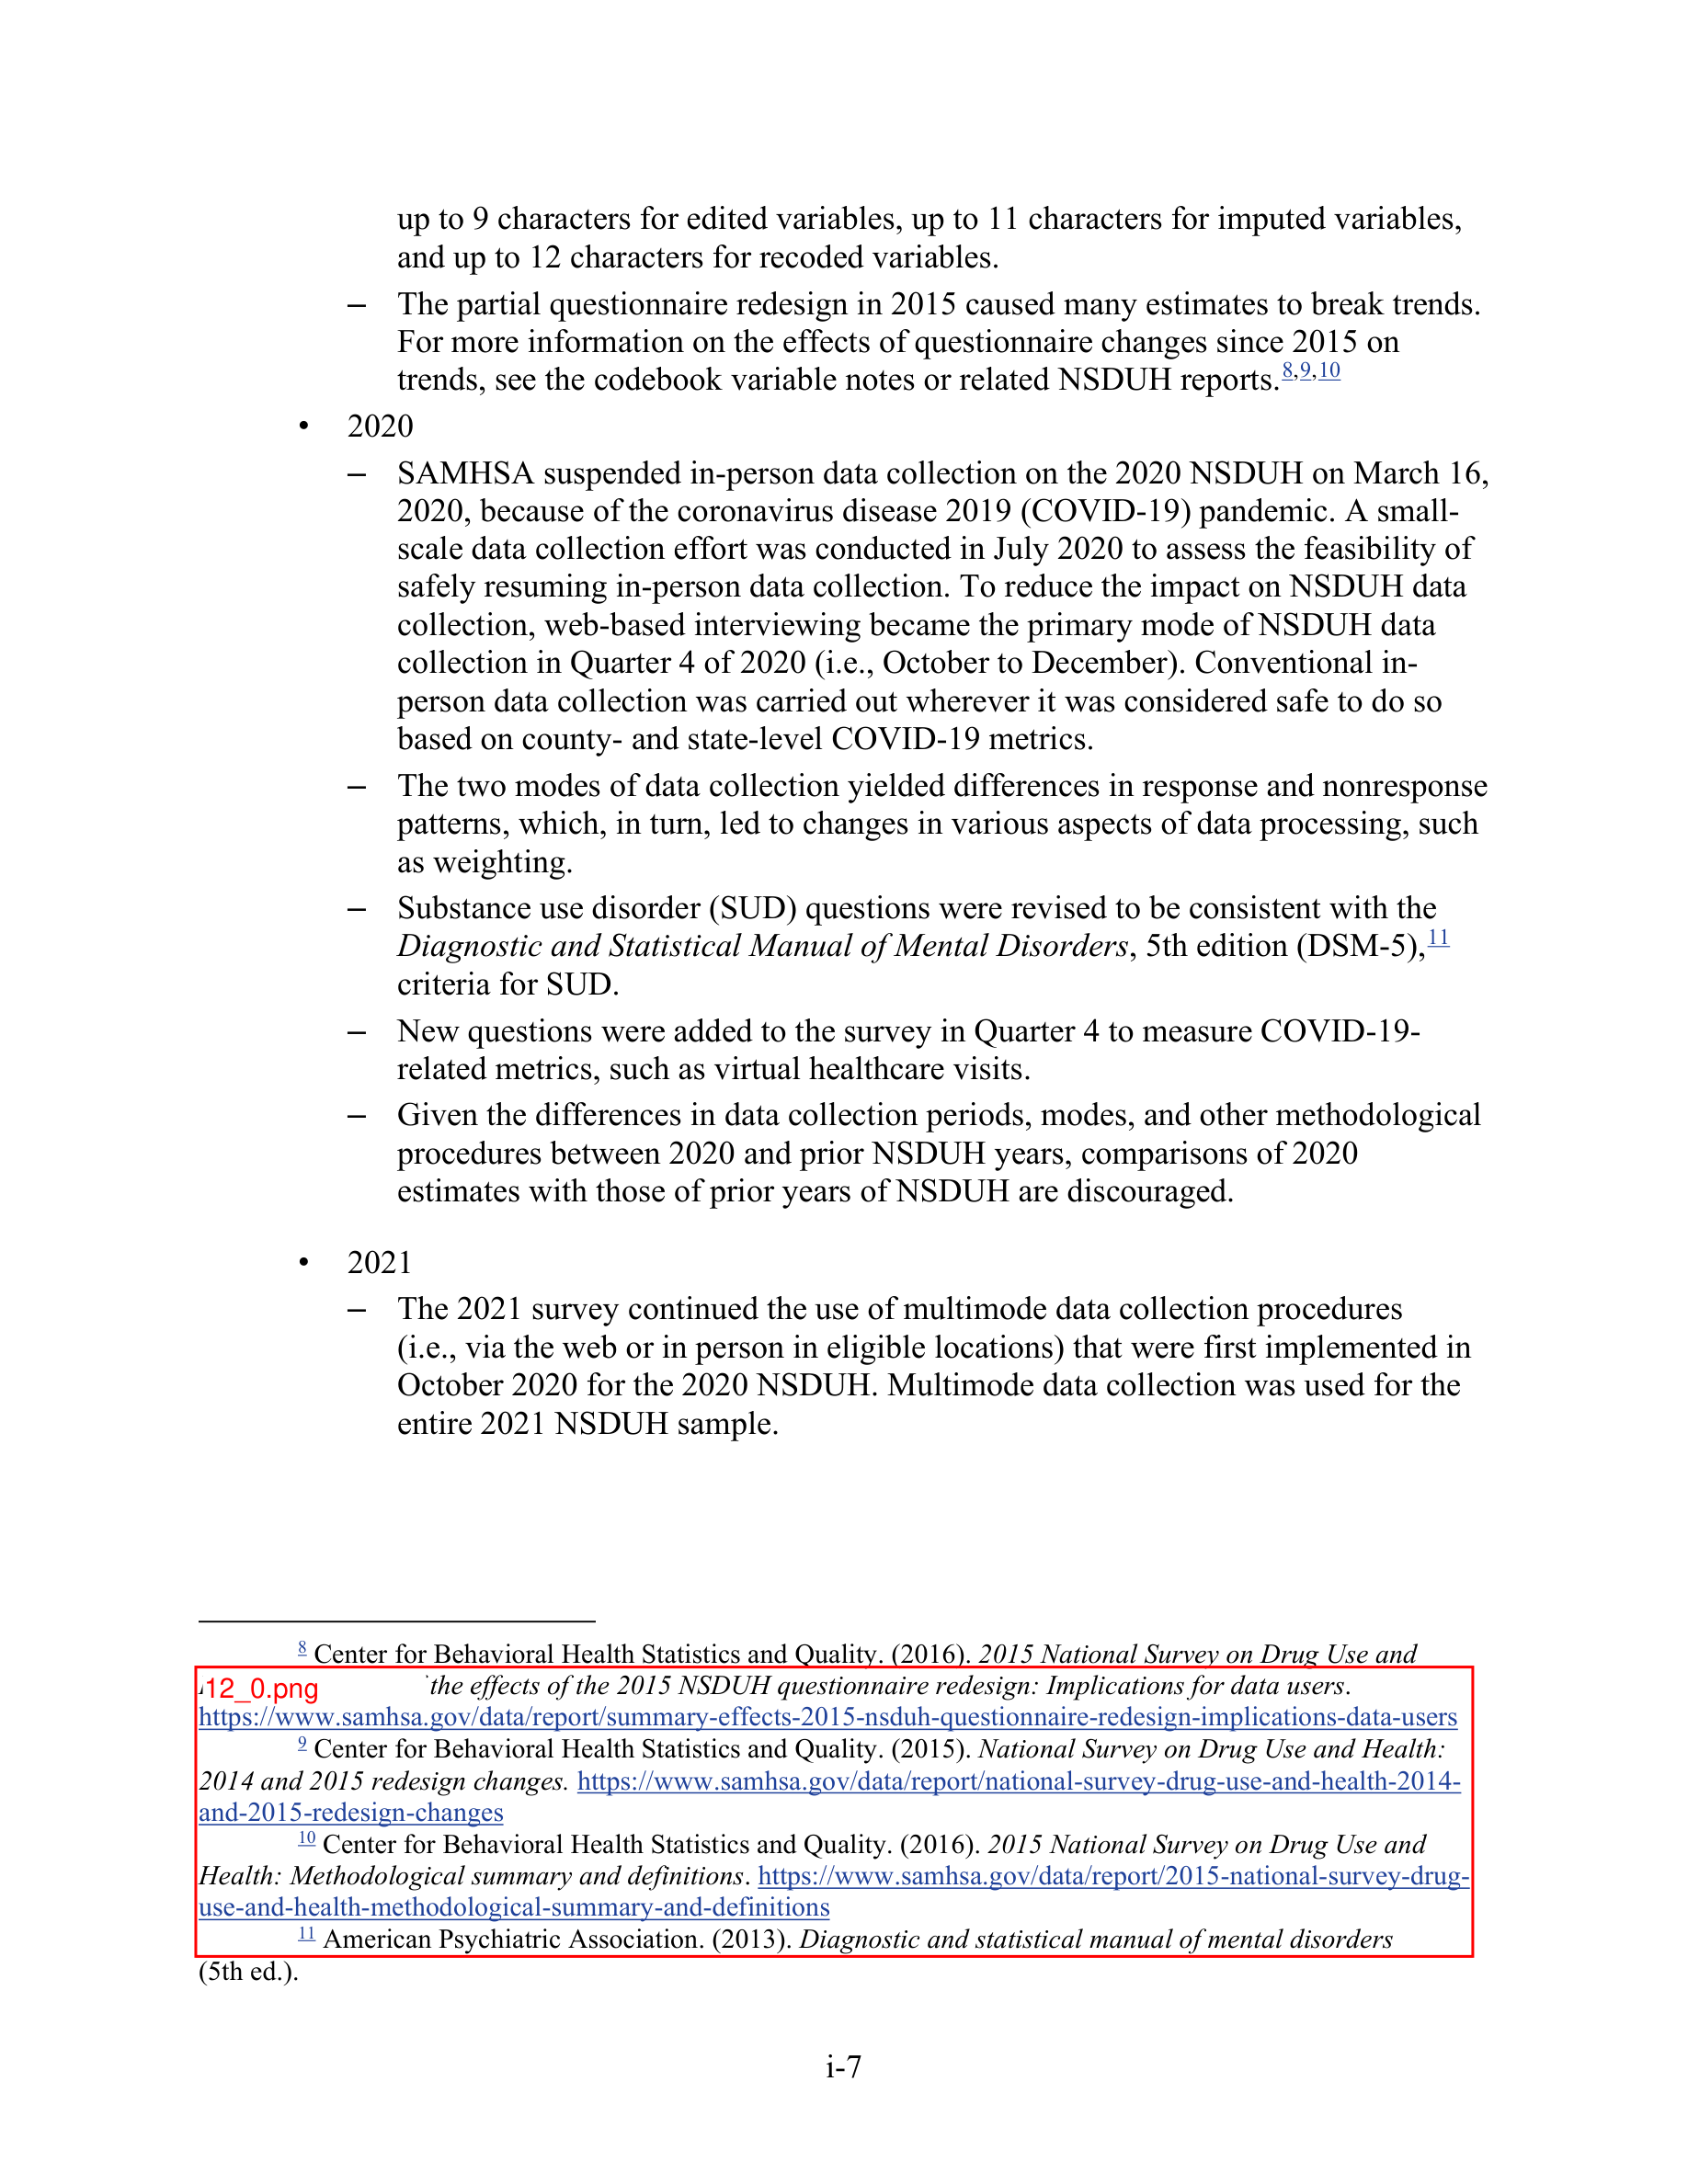 up to 9 characters for edited variables, up to 11 characters for imputed variables,
and up to 12 characters for recoded variables.
– The partial questionnaire redesign in 2015 caused many estimates to break trends.
For more information on the effects of questionnaire changes since 2015 on
trends, see the codebook variable notes or related NSDUH reports.8,9,10
• 2020
– SAMHSA suspended in-person data collection on the 2020 NSDUH on March 16,
2020, because of the coronavirus disease 2019 (COVID-19) pandemic. A small-
scale data collection effort was conducted in July 2020 to assess the feasibility of
safely resuming in-person data collection. To reduce the impact on NSDUH data
collection, web-based interviewing became the primary mode of NSDUH data
collection in Quarter 4 of 2020 (i.e., October to December). Conventional in-
person data collection was carried out wherever it was considered safe to do so
based on county- and state-level COVID-19 metrics.
– The two modes of data collection yielded differences in response and nonresponse
patterns, which, in turn, led to changes in various aspects of data processing, such
as weighting.
– Substance use disorder (SUD) questions were revised to be consistent with the
Diagnostic and Statistical Manual of Mental Disorders, 5th edition (DSM-5),11
criteria for SUD.
– New questions were added to the survey in Quarter 4 to measure COVID-19-
related metrics, such as virtual healthcare visits.
– Given the differences in data collection periods, modes, and other methodological
procedures between 2020 and prior NSDUH years, comparisons of 2020
estimates with those of prior years of NSDUH are discouraged.
• 2021
– The 2021 survey continued the use of multimode data collection procedures
(i.e., via the web or in person in eligible locations) that were first implemented in
October 2020 for the 2020 NSDUH. Multimode data collection was used for the
entire 2021 NSDUH sample.
8 Center for Behavioral Health Statistics and Quality. (2016). 2015 National Survey on Drug Use and
12_0.png the effects of the 2015 NSDUH questionnaire redesign: Implications for data users.
https://www.samhsa.gov/data/report/summary-effects-2015-nsduh-questionnaire-redesign-implications-data-users
9 Center for Behavioral Health Statistics and Quality. (2015). National Survey on Drug Use and Health:
2014 and 2015 redesign changes. https://www.samhsa.gov/data/report/national-survey-drug-use-and-health-2014-
and-2015-redesign-changes
10 Center for Behavioral Health Statistics and Quality. (2016). 2015 National Survey on Drug Use and
Health: Methodological summary and definitions. https://www.samhsa.gov/data/report/2015-national-survey-drug-
use-and-health-methodological-summary-and-definitions
11 American Psychiatric Association. (2013). Diagnostic and statistical manual of mental disorders
(5th ed.).
i-7